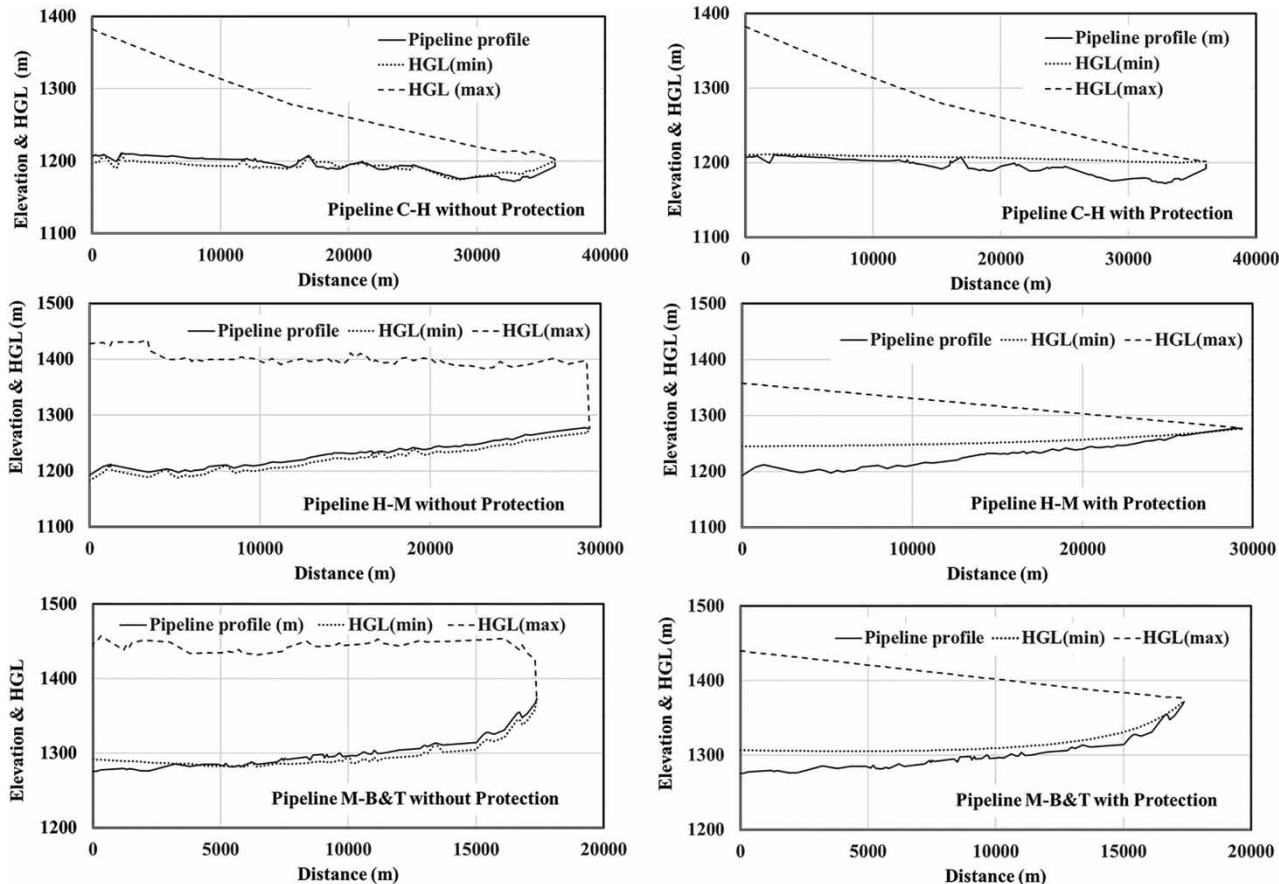 Elevation & HGL (m)
1400
1300
1200
1100
Pipeline profile
HGL(min)
HGL (max)
Pipeline C-H without Protection
0 10000 20000 30000 40000
Distance (m)
Elevation & HGL (m)
1400
1300
1200
1100
Pipeline profile (m)
HGL(min)
HGL(max)
Pipeline C-H with Protection
0 10000 20000 30000 40000
Distance (m)
Elevation & HGL (m)
1500
1400
1300
1200
1100
Pipeline profile HGL(min) HGL(max)
Pipeline H-M without Protection
0 10000 20000 30000
Distance (m)
Elevation & HGL (m)
1500
1400
1300
1200
1100
Pipeline profile HGL(min) HGL(max)
Pipeline H-M with Protection
0 10000 20000 30000
Distance (m)
Elevation & HGL
1500
1400
1300
1200
Pipeline profile (m) HGL(min) HGL(max)
Pipeline M-B&T without Protection
0 5000 10000 15000 20000
Distance (m)
Elevation & HGL (m)
1500
1400
1300
1200
Pipeline profile HGL(min) HGL(max)
Pipeline M-B&T with Protection
0 5000 10000 15000 20000
Distance (m)